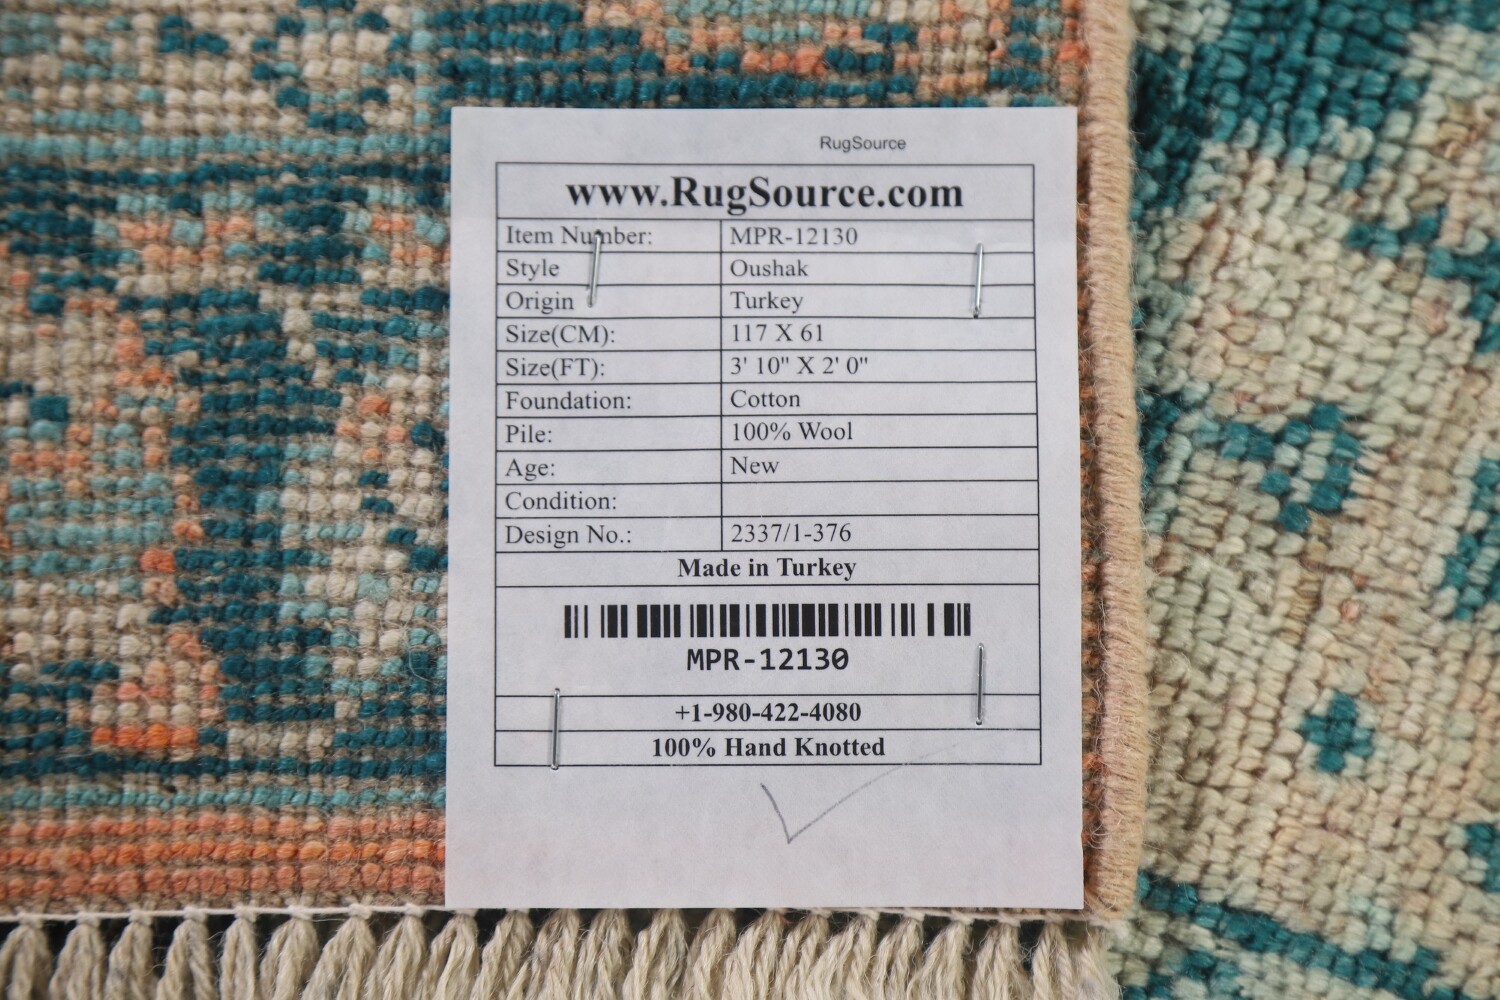 RugSource
www.RugSource.com
Item Number: MPR-12130
Style Oushak
Origin Turkey
Size(CM): 117 X 61
Size(FT): 3' 10" X 2' 0"
Foundation: Cotton
Pile: 100% Wool
Age: New
Condition:
Design No.: 2337/1-376
Made in Turkey
MPR-12130
+1-980-422-4080
100% Hand Knotted